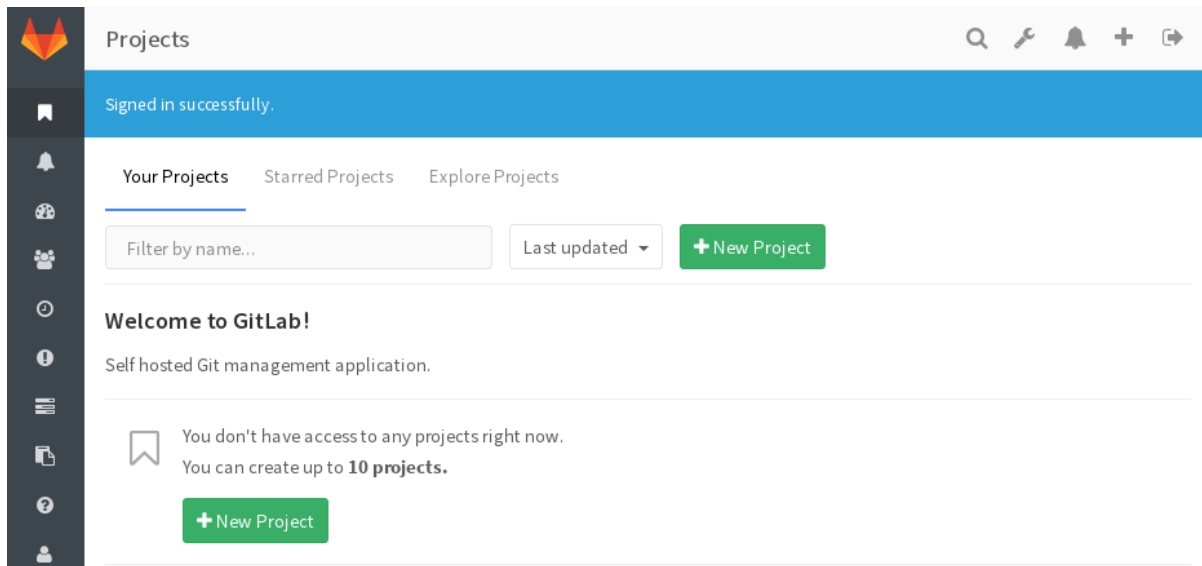 Projects
Signed in successfully.
Your Projects Starred Projects Explore Projects
Filter by name... Last updated New Project
Welcome to GitLab!
Self hosted Git management application.
You don't have access to any projects right now.
You can create up to 10 projects.
New Project